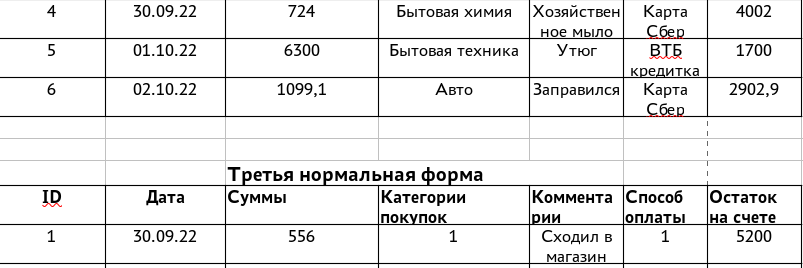 4 30.09.22 724 Бытовая химия Хозяйствен Карта 4002
ное мыло Сбер
5 01.10.22 6300 Бытовая техника Утюг ВТБ 1700
кредитка
6 02.10.22 1099,1 Авто Заправился Карта 2902,9
Сбер
Третья нормальная форма
ID Дата Суммы Категории Коммента Способ Остаток
покупок рии оплаты на счете
1 30.09.22 556 1 Сходил в 1 5200
магазин